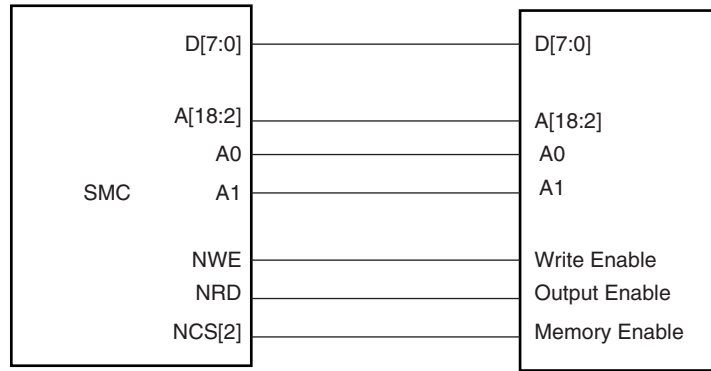 D[7:0] D[7:0]
A[18:2] A[18:2]
A0 A0
SMC A1 A1
NWE Write Enable
NRD Output Enable
NCS[2] Memory Enable